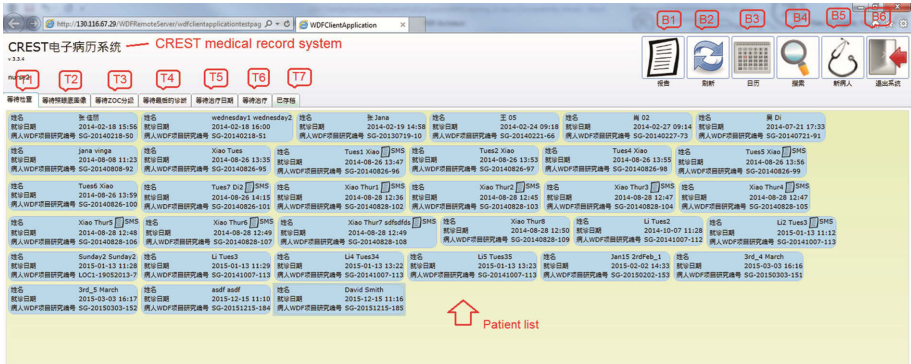 http://130.116.67.29/WDFRemoteServer/wdfclientapplicationtestpag
WDFClientApplication
B1 B2 B3 B4 B5 B6
CREST电子病历系统
CREST medical record system
v 3.3.4
报告 日历 搜索 新病人 退出系统
T1 T2 T3 T4 T5 T6 T7
等待检查 等待照眼底画像 等待ZOC分级 等待最后的诊断 等待治疗日期 等待治疗 已存档
姓名 张佳丽 姓名 wednesday1 wednesday2 姓名 张 Jana 姓名 王 05 姓名 肖 02 姓名 Di
就诊日期 2014-02-18 15:56 就诊日期 2014-02-18 16:00 就诊日期 2014-02-19 14:58 就诊日期 2014-02-24 09:18 就诊日期 2014-02-27 09:14 就诊日期 2014-07-21 17:33
病人WDF项目研究编号 SG-20140218-50 病人WDF项目研究编号 SG-20140218-51 病人WDF项目研究编号 SG-20130719-10 病人WDF项目研究编号 SG-20140221-66 病人WDF项目研究编号 SG-20140227-73 病人WDF项目研究编号 SG-20140721-91
姓名 jana vinga 姓名 Xiao Tues 姓名 Tues1 Xiao SMS 姓名 Tues2 Xiao 姓名 Tues4 Xiao 姓名 Tues5 Xiao SMS
就诊日期 2014-08-08 11:23 就诊日期 2014-08-26 13:35 就诊日期 2014-08-26 13:47 就诊日期 2014-08-26 13:53 就诊日期 2014-08-26 13:55 就诊日期 2014-08-26 13:56
病人WDF项目研究编号 SG-20140808-92 病人WDF项目研究编号 SG-20140826-95 病人WDF项目研究编号 SG-20140826-96 病人WDF项目研究编号 SG-20140826-97 病人WDF项目研究编号 SG-20140826-98 病人WDF项目研究编号 SG-20140826-99
姓名 Tues6 Xiao 姓名 Tues7 Di2 SMS 姓名 Xiao Thur1 姓名 Xiao Thur2 SMS 姓名 Xiao Thur3 SMS 姓名 Xiao Thur4 SMS
就诊日期 2014-08-26 13:59 就诊日期 2014-08-26 14:15 就诊日期 2014-08-28 12:36 就诊日期 2014-08-28 12:45 就诊日期 2014-08-28 12:47 就诊日期 2014-08-28 12:47
病人WDF项目研究编号 SG-20140826-100 病人WDF项目研究编号 SG-20140826-101 病人WDF项目研究编号 SG-20140828-102 病人WDF项目研究编号 SG-20140828-103 病人WDF项目研究编号 SG-20140828-104 病人WDF项目研究编号 SG-20140828-105
姓名 Xiao Thur5 SMS 姓名 Xiao Thur6 SMS 姓名 Xiao Thur7 sdfsdfds 姓名 Xiao Thur8 姓名 Li Tues2 姓名 Li2 Tues3 SMS
就诊日期 2014-08-28 12:48 就诊日期 2014-08-28 12:49 就诊日期 2014-08-28 12:49 就诊日期 2014-08-28 12:50 就诊日期 2014-10-07 11:28 就诊日期 2015-01-13 11:12
病人WDF项目研究编号 SG-20140828-106 病人WDF项目研究编号 SG-20140828-107 病人WDF项目研究编号 SG-20140828-108 病人WDF项目研究编号 SG-20140828-109 病人WDF项目研究编号 SG-20141007-112 病人WDF项目研究编号 SG-20141007-113
姓名 Sunday2 Sunday2 姓名 Li Tues3 姓名 Li4 Tues34 姓名 Li5 Tues35 姓名 Jan15 2rdFeb_1 姓名 3rd_4 March
就诊日期 2015-01-13 11:28 就诊日期 2015-01-13 11:29 就诊日期 2015-01-13 13:22 就诊日期 2015-01-13 13:23 就诊日期 2015-02-02 14:33 就诊日期 2015-03-03 16:16
病人WDF项目研究编号 LOC1-19052013-7 病人WDF项目研究编号 SG-20141007-113 病人WDF项目研究编号 SG-20141007-113 病人WDF项目研究编号 SG-20141007-113 病人WDF项目研究编号 SG-20150202-153 病人WDF项目研究编号 SG-20150303-151
姓名 3rd_5 March 姓名 asdf asdf 姓名 David Smith
就诊日期 2015-03-03 16:17 就诊日期 2015-12-15 11:10 就诊日期 2015-12-15 11:16
病人WDF项目研究编号 SG-20150303-152 病人WDF项目研究编号 SG-20151215-184 病人WDF项目研究编号 SG-20151215-185
Patient list